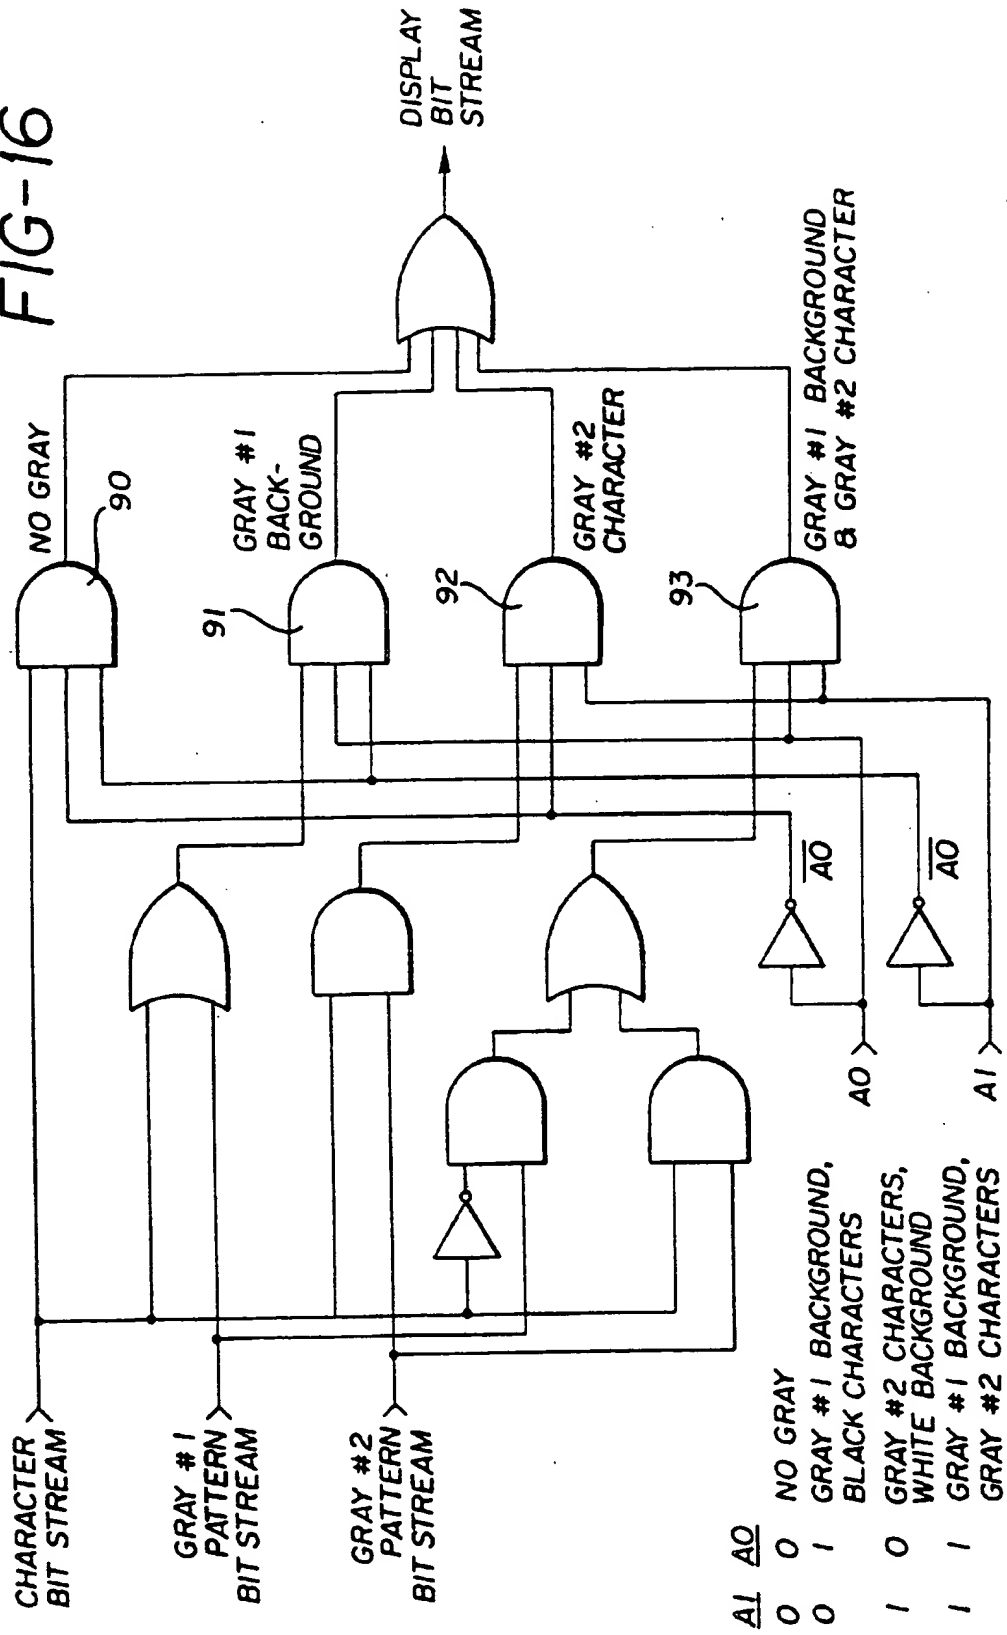 FIG-16
CHARACTER
BIT STREAM
GRAY #1
PATTERN
BIT STREAM
GRAY #2
PATTERN
BIT STREAM
NO GRAY
90
GRAY #1
BACK-
GROUND
91
GRAY #2
CHARACTER
92
GRAY #1 BACKGROUND
& GRAY #2 CHARACTER
93
DISPLAY
BIT
STREAM
A0
A̅0̅
A1
A̅0̅
A1 A0
0 0 NO GRAY
0 1 GRAY #1 BACKGROUND,
BLACK CHARACTERS
1 0 GRAY #2 CHARACTERS,
WHITE BACKGROUND
1 1 GRAY #1 BACKGROUND,
GRAY #2 CHARACTERS